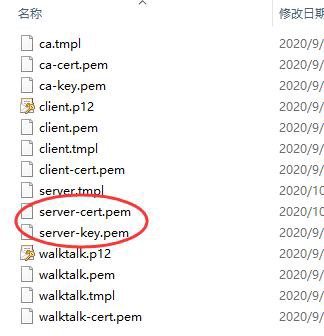 名称 修改日期
ca.tmpl 2020/9/
ca-cert.pem 2020/9/
ca-key.pem 2020/9/
client.p12 2020/9/
client.pem 2020/9/
client.tmpl 2020/9/
client-cert.pem 2020/9/
server.tmpl 2020/10
server-cert.pem 2020/10
server-key.pem 2020/9/
walktalk.p12 2020/9/
walktalk.pem 2020/9/
walktalk.tmpl 2020/9/
walktalk-cert.pem 2020/9/